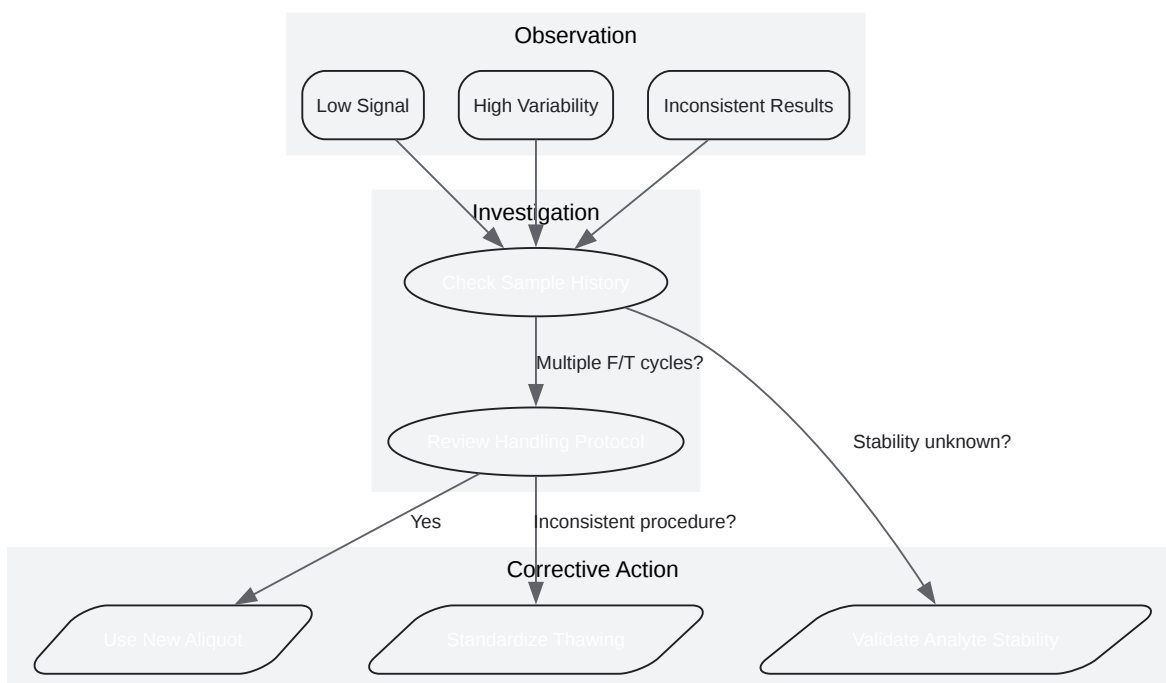 Observation
Low Signal
High Variability
Inconsistent Results
Investigation
Check Sample History
Multiple F/T cycles?
Review Handling Protocol
Stability unknown?
Yes
Inconsistent procedure?
Corrective Action
Use New Aliquot
Standardize Thawing
Validate Analyte Stability